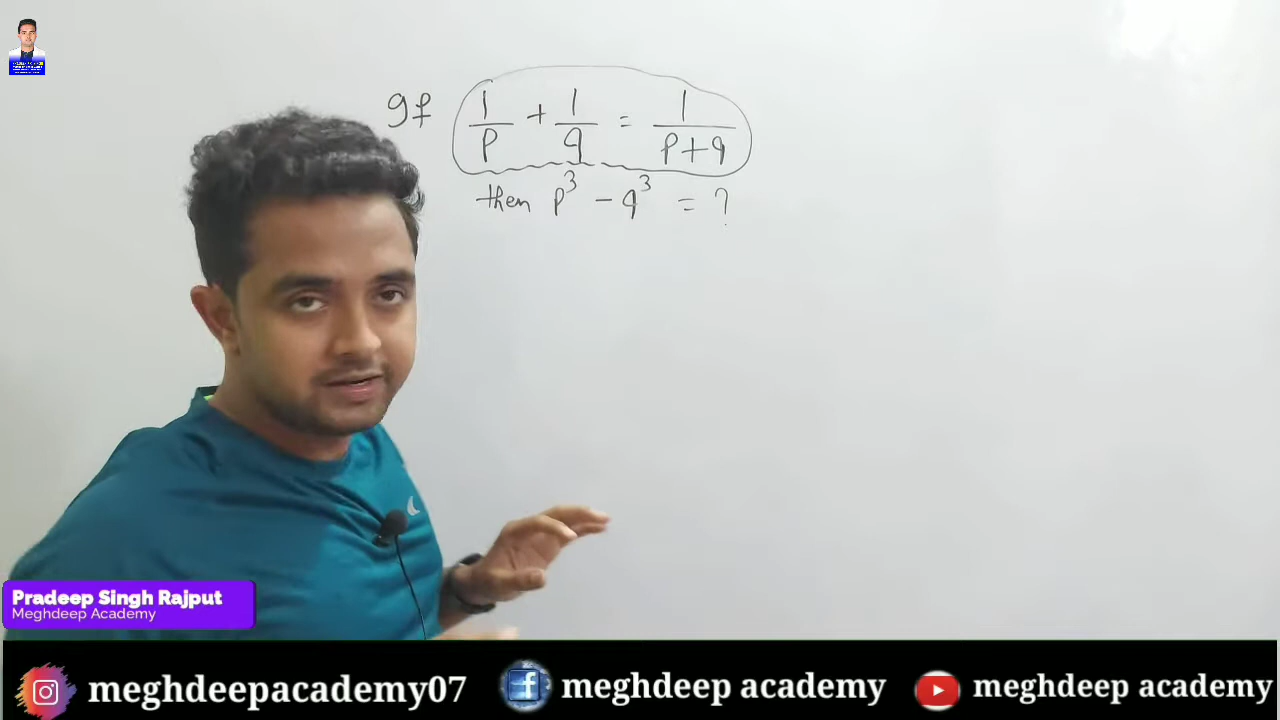 If 1/P + 1/q = 1/P+q
then P³ - q³ = ?
Pradeep Singh Rajput
Meghdeep Academy
meghdeepacademy07
meghdeep academy
meghdeep academy